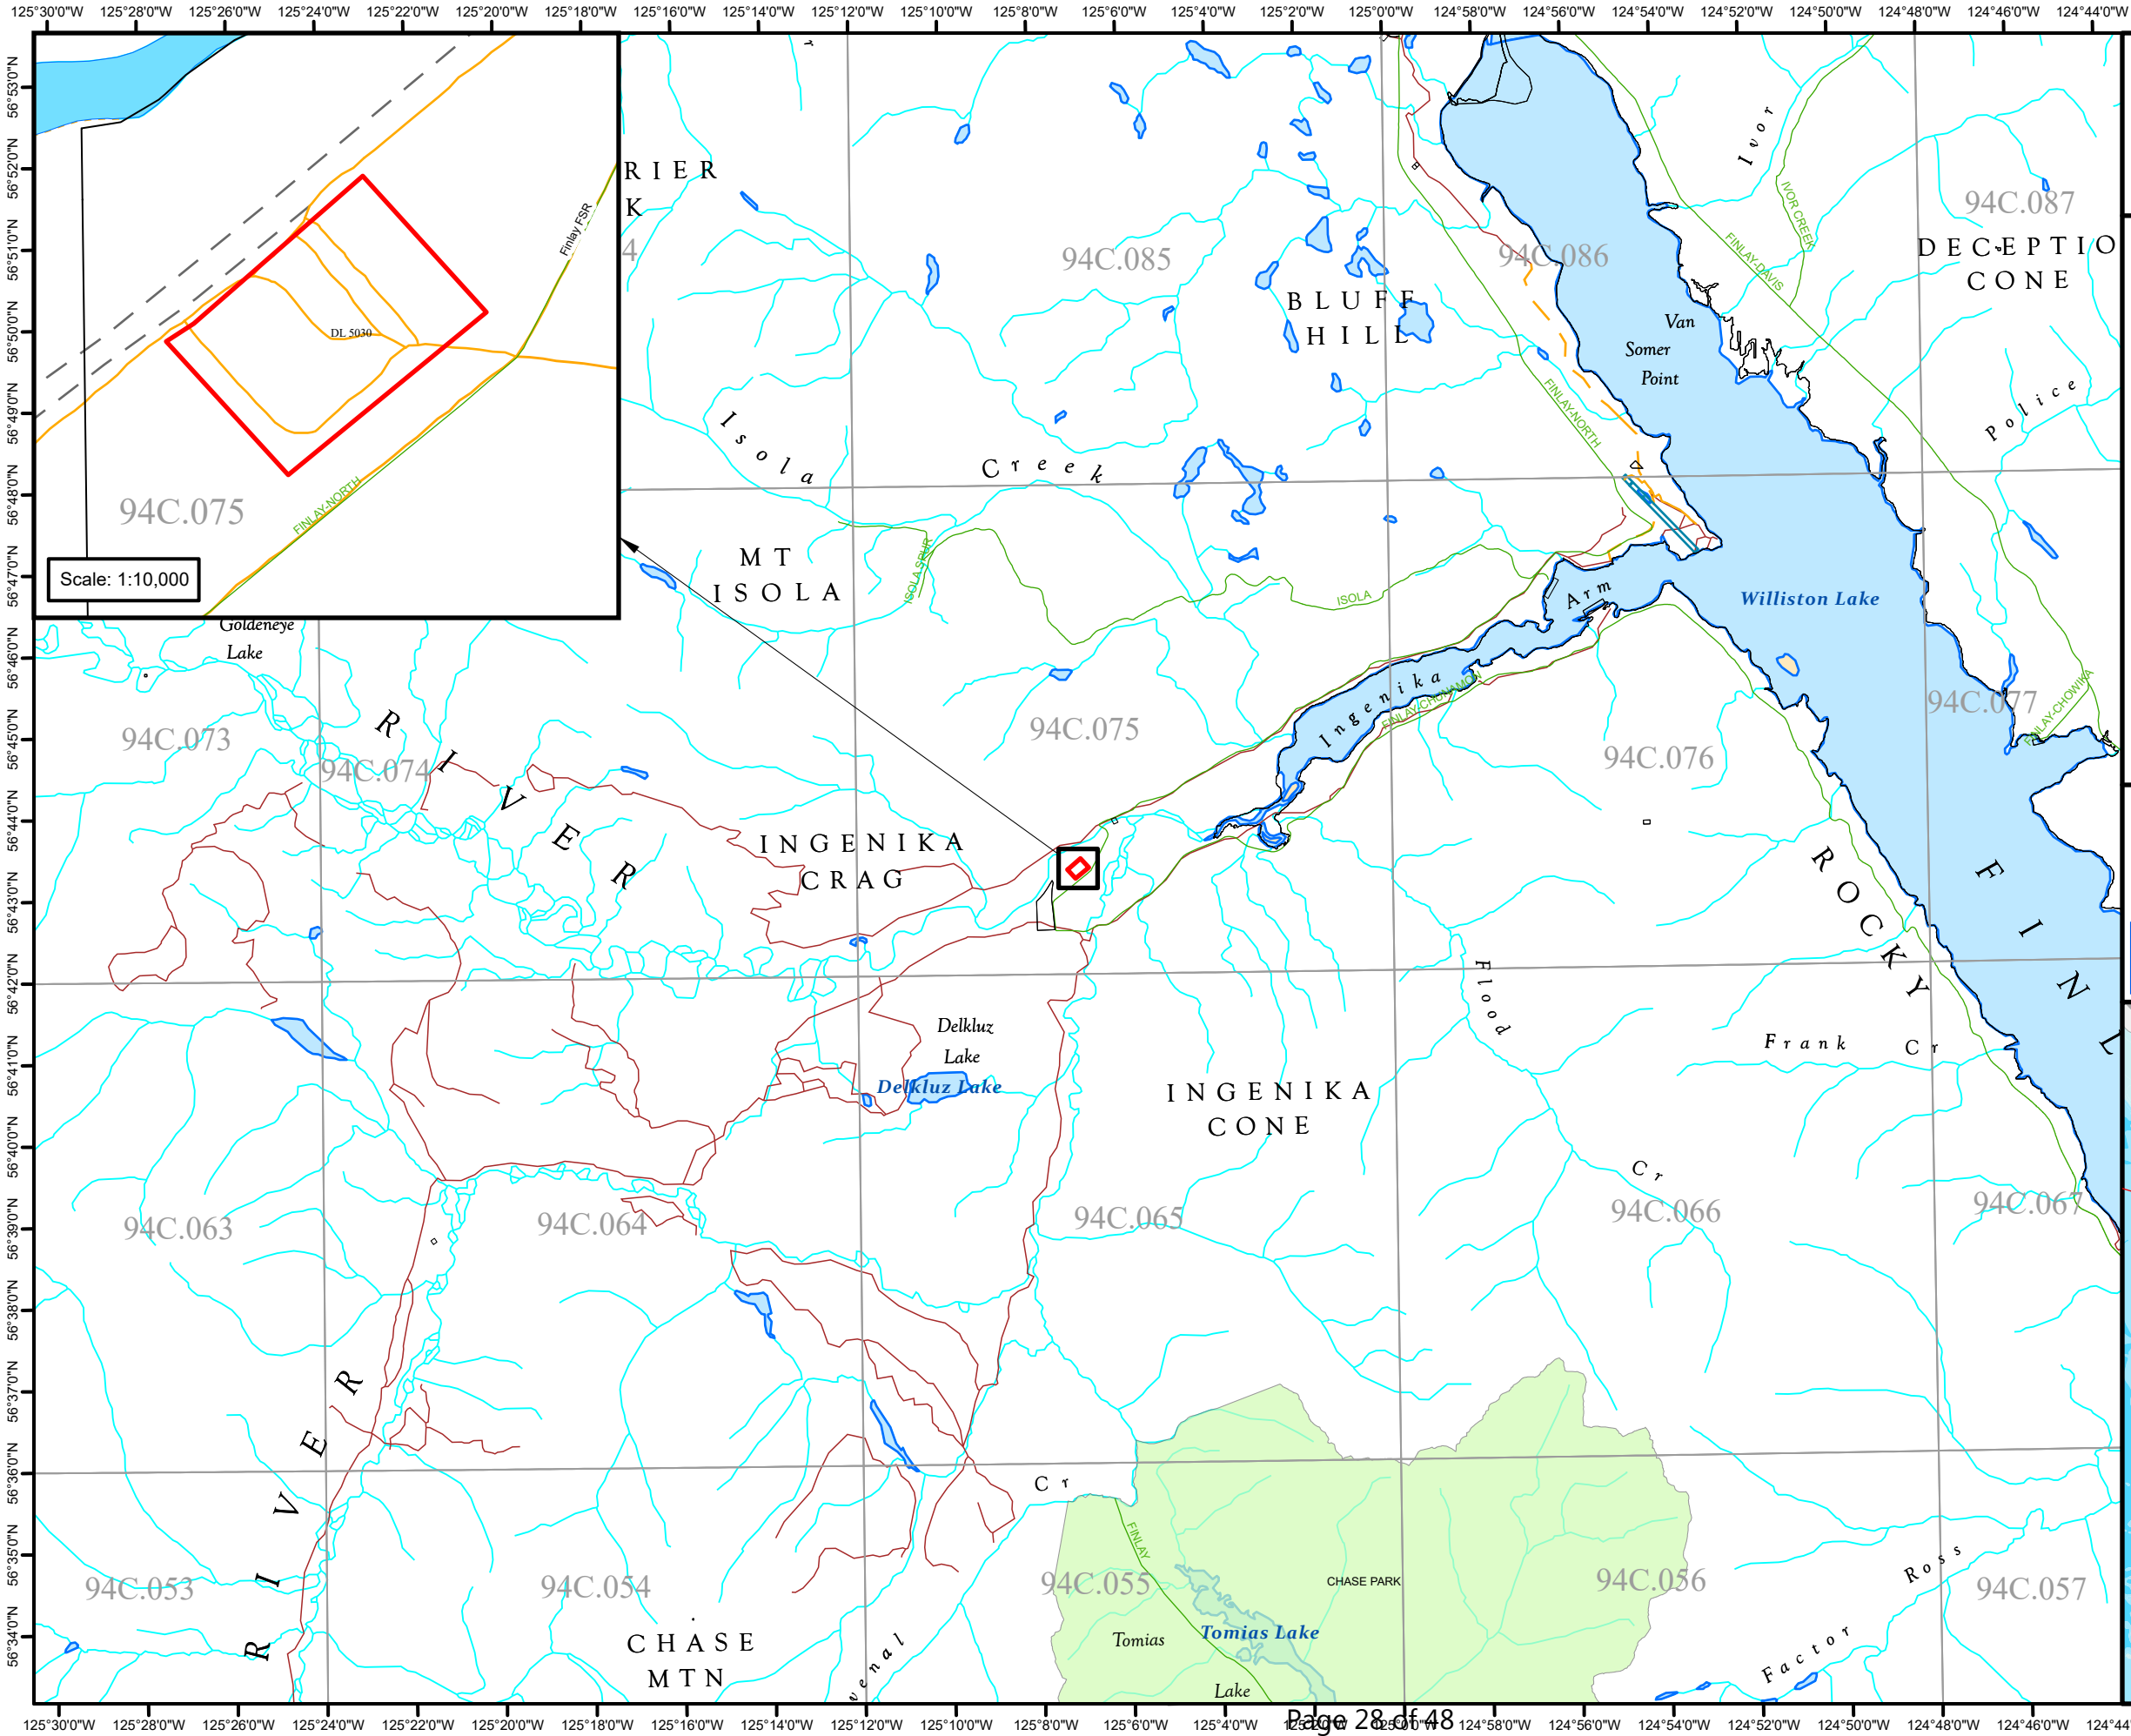 125°30'0"W 125°28'0"W 125°26'0"W 125°24'0"W 125°22'0"W 125°20'0"W 125°18'0"W 125°16'0"W 125°14'0"W 125°12'0"W 125°10'0"W 125°8'0"W 125°6'0"W 125°4'0"W 125°2'0"W 125°0'0"W 124°58'0"W 124°56'0"W 124°54'0"W 124°52'0"W 124°50'0"W 124°48'0"W 124°46'0"W 124°44'0"W
56°53'0"N
56°52'0"N
56°51'0"N
56°50'0"N
56°49'0"N
56°48'0"N
56°47'0"N
56°46'0"N
56°45'0"N
56°44'0"N
56°43'0"N
56°42'0"N
56°41'0"N
56°40'0"N
56°39'0"N
56°38'0"N
56°37'0"N
56°36'0"N
56°35'0"N
56°34'0"N
Finlay FSR
DL 5030
FINLAY-NORTH
94C.075
Scale: 1:10,000
RIER
K
4
r
94C.085
94C.086
94C.087
Ivor
IVOR CREEK
FINLAY-DAVIS
DECEPTIO
CONE
BLUFF
HILL
Van
Somer
Point
FINLAY-NORTH
Police
Isola Creek
MT
ISOLA
ISOLA SPUR
ISOLA
Ingenika Arm
Williston Lake
FINLAY-CHUNAMON
FINLAY-CHOWIKA
94C.077
Goldeneye
Lake
94C.073
94C.074
94C.075
94C.076
RIVER
INGENIKA
CRAG
ROCKY
FINL
Flood
Cr
Delkluz
Lake
Delkluz Lake
Frank Cr
INGENIKA
CONE
94C.063
94C.064
94C.065
94C.066
94C.067
RIVER
Cr
94C.053
94C.054
94C.055
FINLAY
CHASE PARK
94C.056
94C.057
Ross
Factor
CHASE
MTN
venal
Tomias
Lake
Tomias Lake
Page 28 of 48
125°30'0"W 125°28'0"W 125°26'0"W 125°24'0"W 125°22'0"W 125°20'0"W 125°18'0"W 125°16'0"W 125°14'0"W 125°12'0"W 125°10'0"W 125°8'0"W 125°6'0"W 125°4'0"W 125°2'0"W 125°0'0"W 124°58'0"W 124°56'0"W 124°54'0"W 124°52'0"W 124°50'0"W 124°48'0"W 124°46'0"W 124°44'